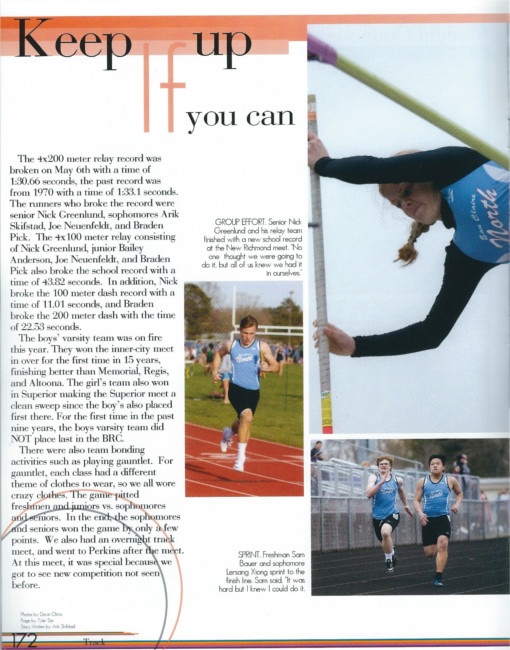 Keep up
If
you can
The 4x200 meter relay record was
broken on May 6th with a time of
1:30.66 seconds, the past record was
from 1970 with a time of 1:33.1 seconds.
The runners who broke the record were
senior Nick Greenlund, sophomores Arik
Skifstad, Joe Neuenfeldt, and Braden
Pick. The 4x100 meter relay consisting
of Nick Greenlund, junior Bailey
Anderson, Joe Neuenfeldt, and Braden
Pick also broke the school record with a
time of 43.82 seconds. In addition, Nick
broke the 100 meter dash record with a
time of 11.01 seconds, and Braden
broke the 200 meter dash with the time
of 22.53 seconds.
The boys' varsity team was on fire
this year. They won the inner-city meet
in over for the first time in 15 years,
finishing better than Memorial, Regis,
and Altoona. The girl's team also won
in Superior making the Superior meet a
clean sweep since the boy's also placed
first there. For the first time in the past
nine years, the boys varsity team did
NOT place last in the BRC.
There were also team bonding
activities such as playing gauntlet. For
gauntlet, each class had a different
theme of clothes to wear, so we all wore
crazy clothes. The game pitted
freshmen and juniors vs. sophomores
and seniors. In the end, the sophomores
and seniors won the game by only a few
points. We also had an overnight track
meet, and went to Perkins after the meet.
At this meet, it was special because we
got to see new competition not seen
before.
GROUP EFFORT. Senior Nick
Greenlund and his relay team
finished with a new school record
at the New Richmond meet. "No
one thought we were going to
do it, but all of us knew we had it
in ourselves."
Eau Claire
North
North
SPRINT. Freshman Sam
Bauer and sophomore
Lersang Xiong sprint to the
finish line. Sam said, "It was
hard but I knew I could do it.
Photos by:
Page by: Tyler
Story Written by: Arik Skifstad
172
Track